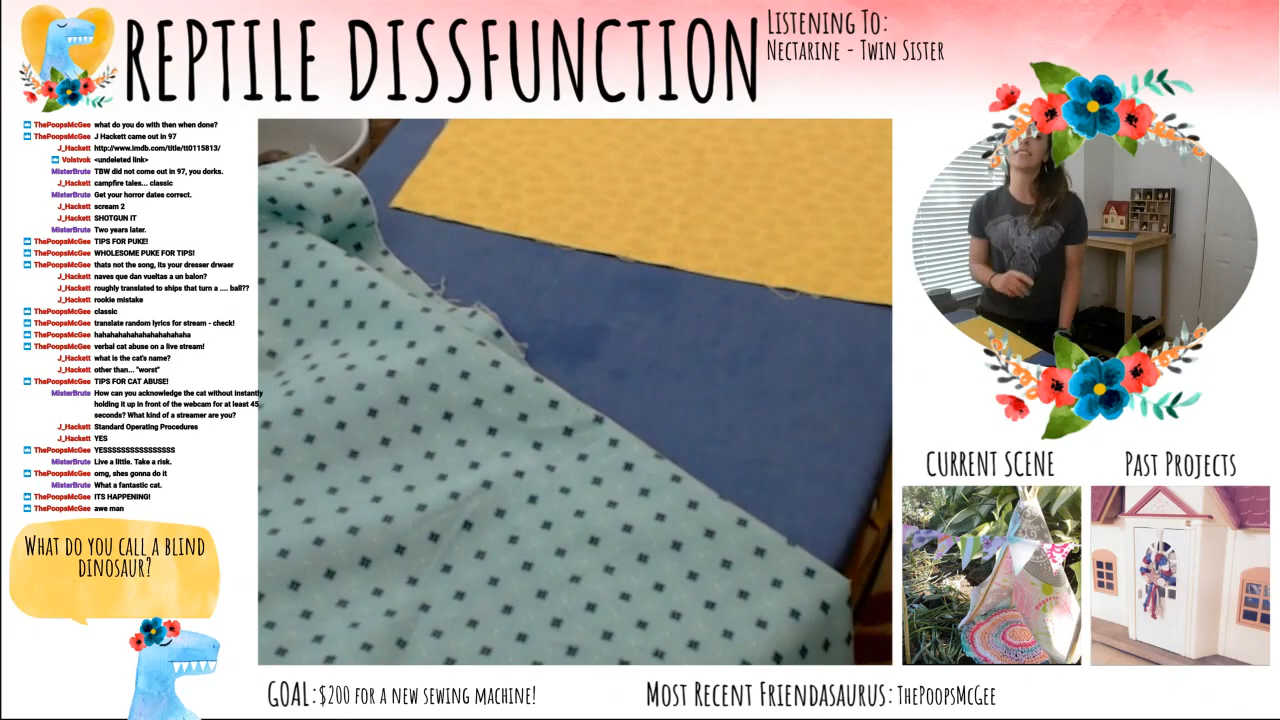 REPTILE DISSFUNCTION
LISTENING TO:
NECTARINE - TWIN SISTER
ThePoopsMcGee what do you do with then when done?
ThePoopsMcGee J Hackett came out in 97
J_Hackett http://www.imdb.com/title/tt0115813/
Volstvok <undeleted link>
MisterBrute TBW did not come out in 97, you dorks.
J_Hackett campfire tales... classic
MisterBrute Get your horror dates correct.
J_Hackett scream 2
J_Hackett SHOTGUN IT
MisterBrute Two years later.
ThePoopsMcGee TIPS FOR PUKE!
ThePoopsMcGee WHOLESOME PUKE FOR TIPS!
ThePoopsMcGee thats not the song, its your dresser drwaer
J_Hackett naves que dan vueltas a un balon?
J_Hackett roughly translated to ships that turn a .... ball??
J_Hackett rookie mistake
ThePoopsMcGee classic
ThePoopsMcGee translate random lyrics for stream - check!
ThePoopsMcGee hahahahahahahahahahaha
ThePoopsMcGee verbal cat abuse on a live stream!
J_Hackett what is the cat's name?
J_Hackett other than... "worst"
ThePoopsMcGee TIPS FOR CAT ABUSE!
MisterBrute How can you acknowledge the cat without instantly
holding it up in front of the webcam for at least 45
seconds? What kind of a streamer are you?
J_Hackett Standard Operating Procedures
J_Hackett YES
ThePoopsMcGee YESSSSSSSSSSSSSSS
MisterBrute Live a little. Take a risk.
ThePoopsMcGee omg, shes gonna do it
MisterBrute What a fantastic cat.
ThePoopsMcGee ITS HAPPENING!
ThePoopsMcGee awe man
WHAT DO YOU CALL A BLIND
DINOSAUR?
CURRENT SCENE
PAST PROJECTS
GOAL: $200 FOR A NEW SEWING MACHINE!
MOST RECENT FRIENDASAURUS: THEPOOPSMCGEE